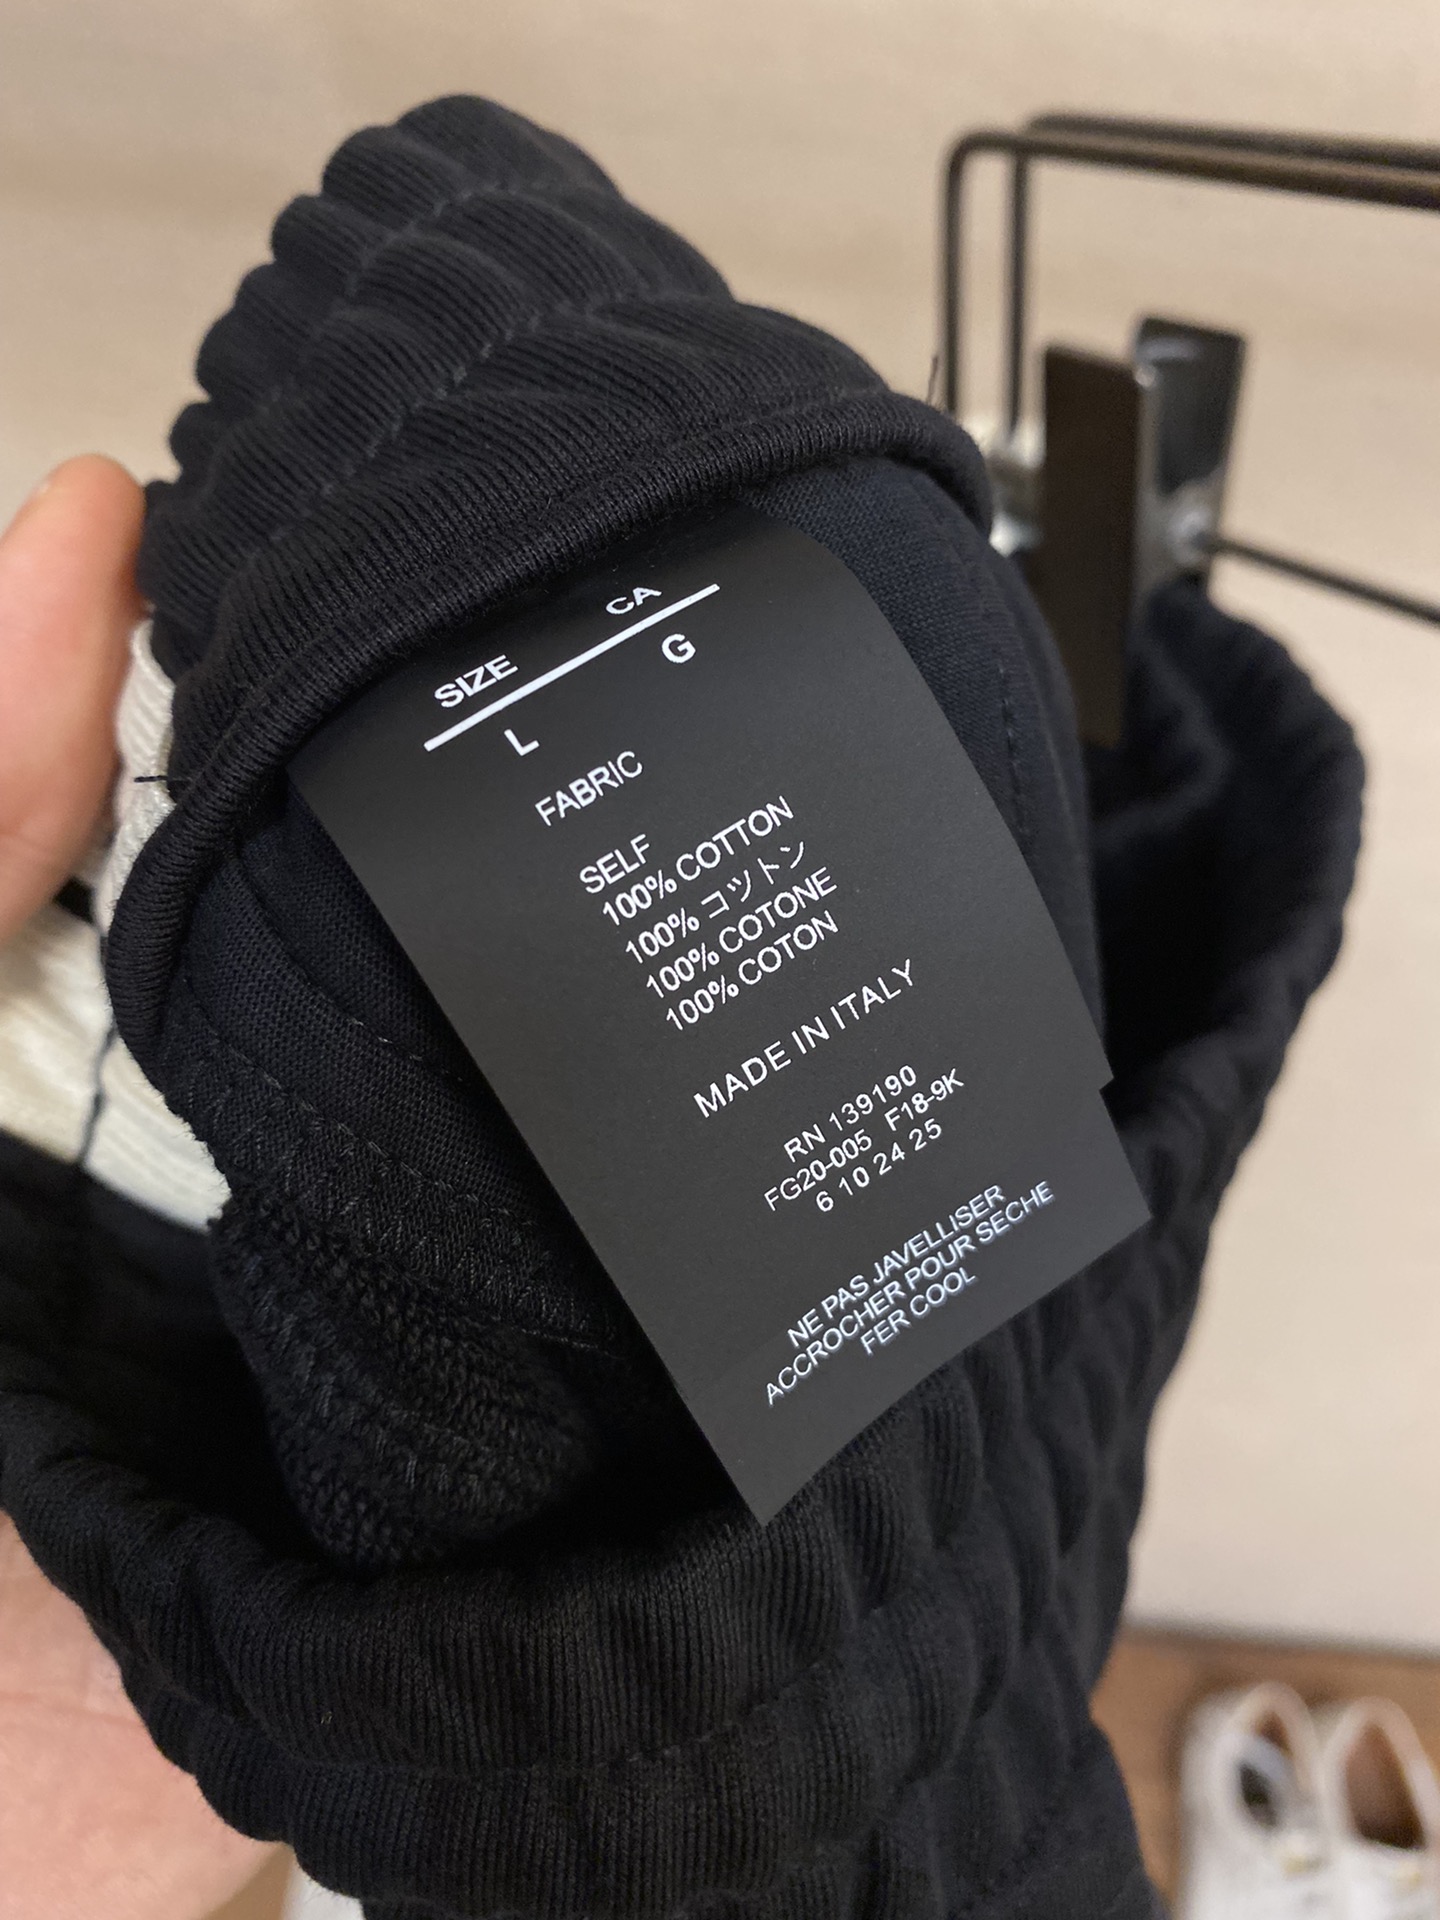 SIZE CA
L G
FABRIC
SELF
100% COTTON
100% コットン
100% COTONE
100% COTON
MADE IN ITALY
RN 139190
FG20-005 F18-9K
6 10 24 25
NE PAS JAVELLISER
ACCROCHER POUR SECHE
FER COOL